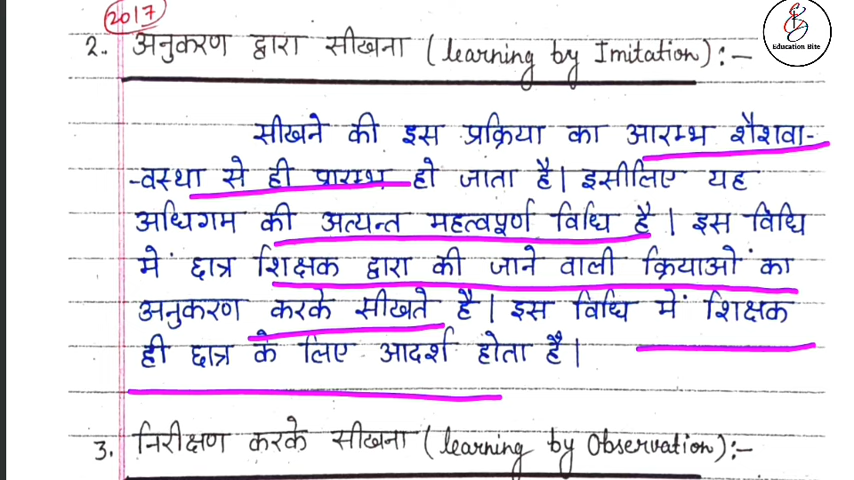 2017
Education Bite
2. अनुकरण द्वारा सीखना (learning by Imitation) :-
सीखने की इस प्रक्रिया का आरम्भ शैशवा-
-वस्था से ही प्रारम्भ हो जाता है। इसीलिए यह
अधिगम की अत्यन्त महत्वपूर्ण विधि है। इस विधि
में छात्र शिक्षक द्वारा की जाने वाली क्रियाओं का
अनुकरण करके सीखते है। इस विधि में शिक्षक
ही छात्र के लिए आदर्श होता है।
3. निरीक्षण करके सीखना (learning by Observation) :-